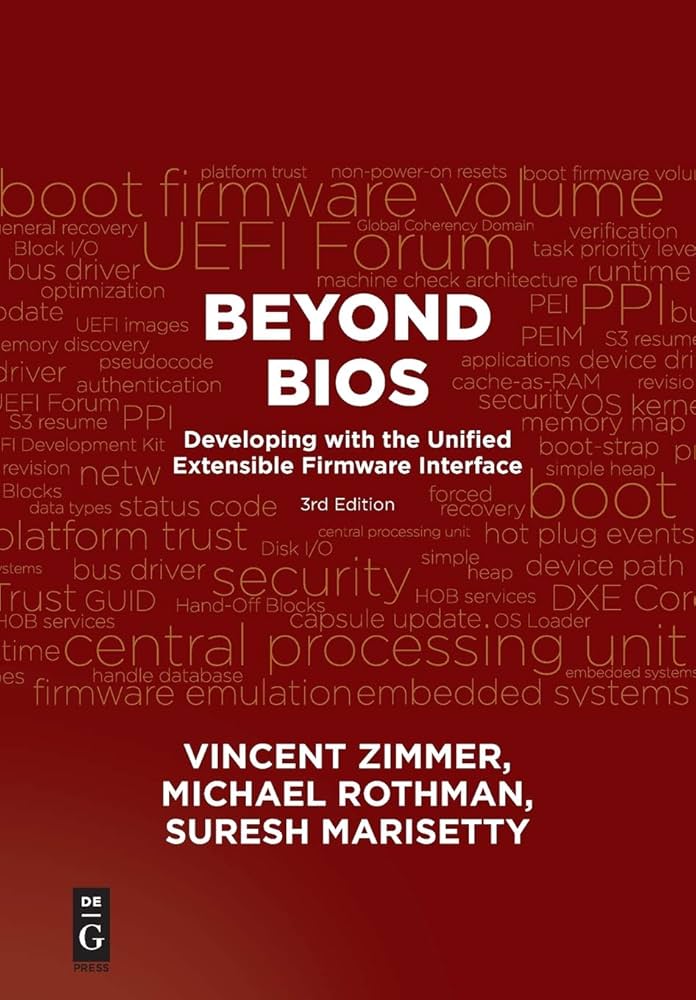 platform trust non-power-on resets boot firmware volu
boot firmware volume
general recovery Global Coherency Domain verification
Block I/O UEFI Forum task priority leve
bus driver machine check architecture runtime
optimization PEI PPI bu
pdate BEYOND
UEFI images PEIM S3 resume
emory discovery
pseudocode applications device dri
driver BIOS
authentication cache-as-RAM revisio
UEFI Forum security OS kerne
S3 resume PPI memory map
Developing with the Unified
FI Development Kit boot-strap
Extensible Firmware Interface
revision netw simple heap
Blocks forced boot
data types status code 3rd Edition recovery
platform trust central processing unit hot plug events
Disk I/O
ystems bus driver security simple heap device path
Trust GUID Hand-Off Blocks HOB services DXE Cor
HOB services capsule update OS Loader
time central processing unit
es handle database embedded systems
firmware emulation embedded systems
VINCENT ZIMMER,
MICHAEL ROTHMAN,
SURESH MARISETTY
DE
G
PRESS